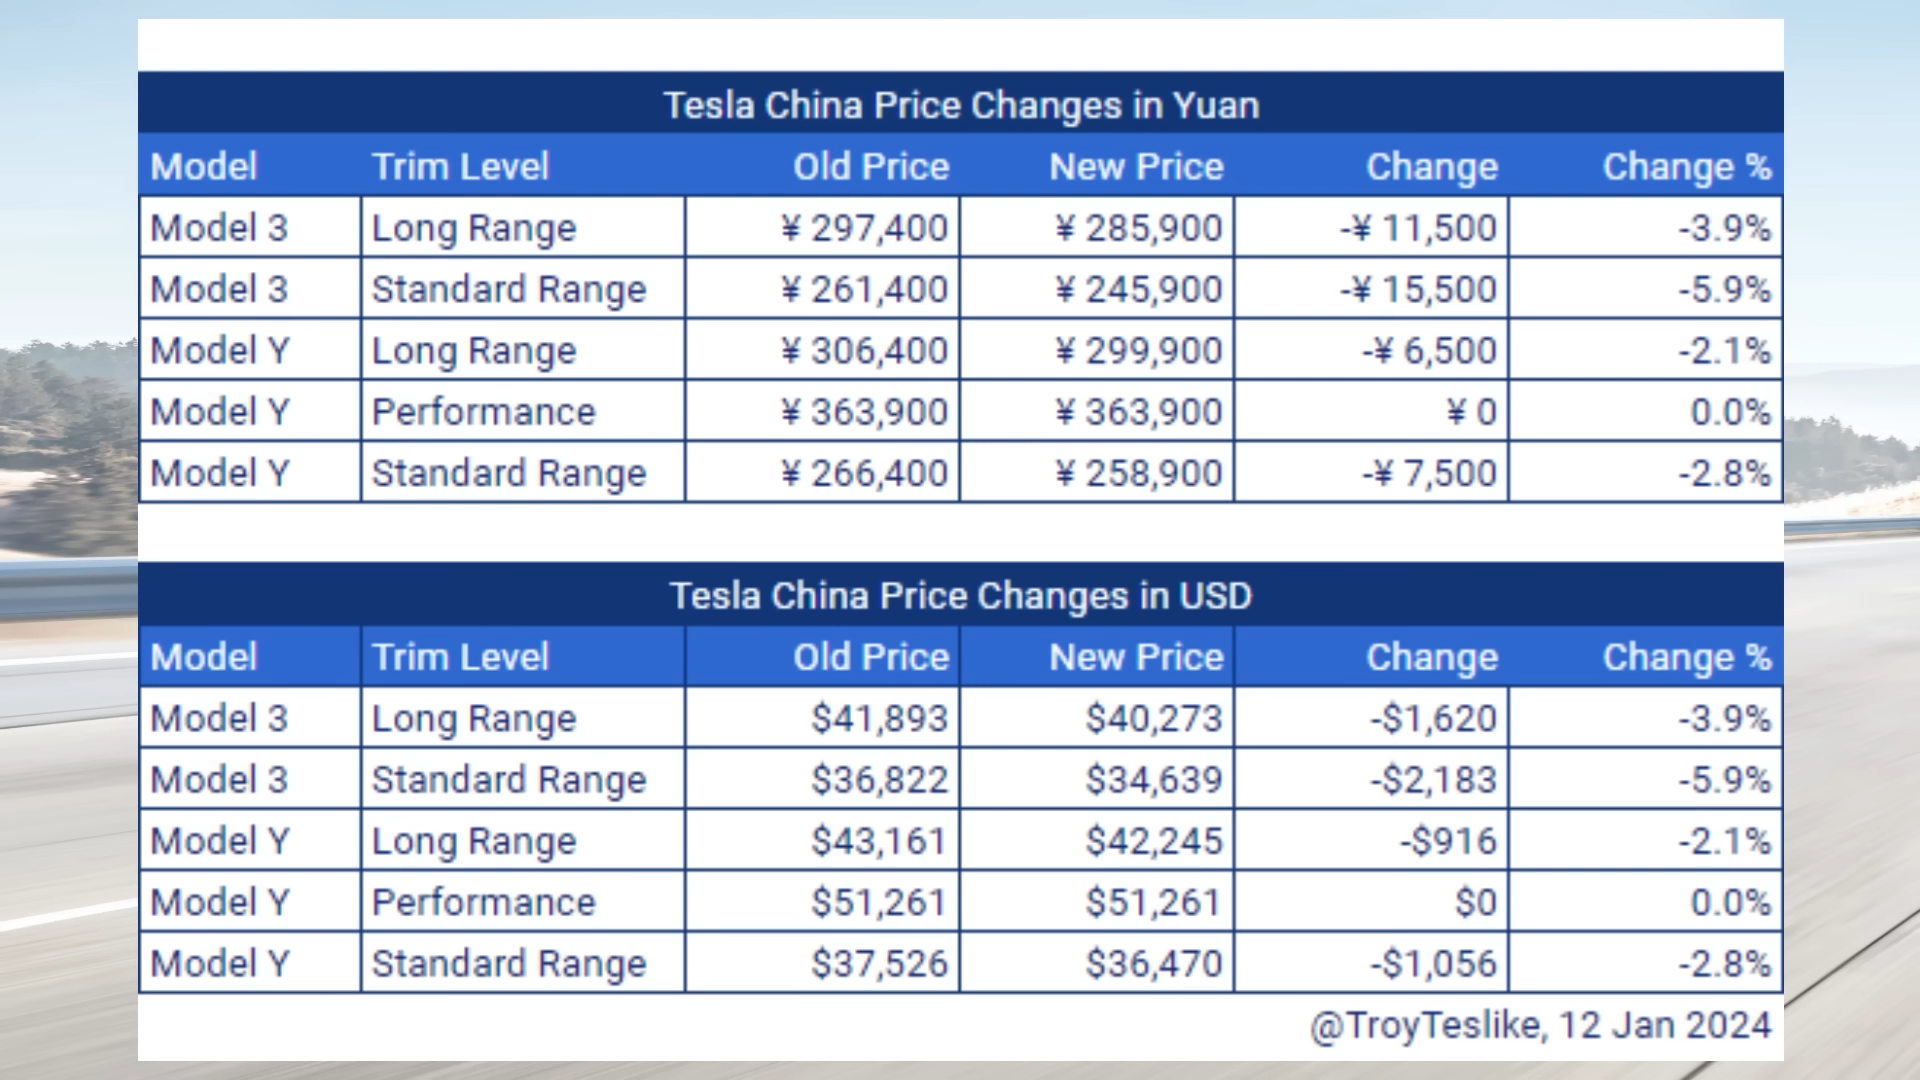 Tesla China Price Changes in Yuan
Model Trim Level Old Price New Price Change Change %
Model 3 Long Range ¥ 297,400 ¥ 285,900 -¥ 11,500 -3.9%
Model 3 Standard Range ¥ 261,400 ¥ 245,900 -¥ 15,500 -5.9%
Model Y Long Range ¥ 306,400 ¥ 299,900 -¥ 6,500 -2.1%
Model Y Performance ¥ 363,900 ¥ 363,900 ¥ 0 0.0%
Model Y Standard Range ¥ 266,400 ¥ 258,900 -¥ 7,500 -2.8%
Tesla China Price Changes in USD
Model Trim Level Old Price New Price Change Change %
Model 3 Long Range $41,893 $40,273 -$1,620 -3.9%
Model 3 Standard Range $36,822 $34,639 -$2,183 -5.9%
Model Y Long Range $43,161 $42,245 -$916 -2.1%
Model Y Performance $51,261 $51,261 $0 0.0%
Model Y Standard Range $37,526 $36,470 -$1,056 -2.8%
@TroyTeslike, 12 Jan 2024